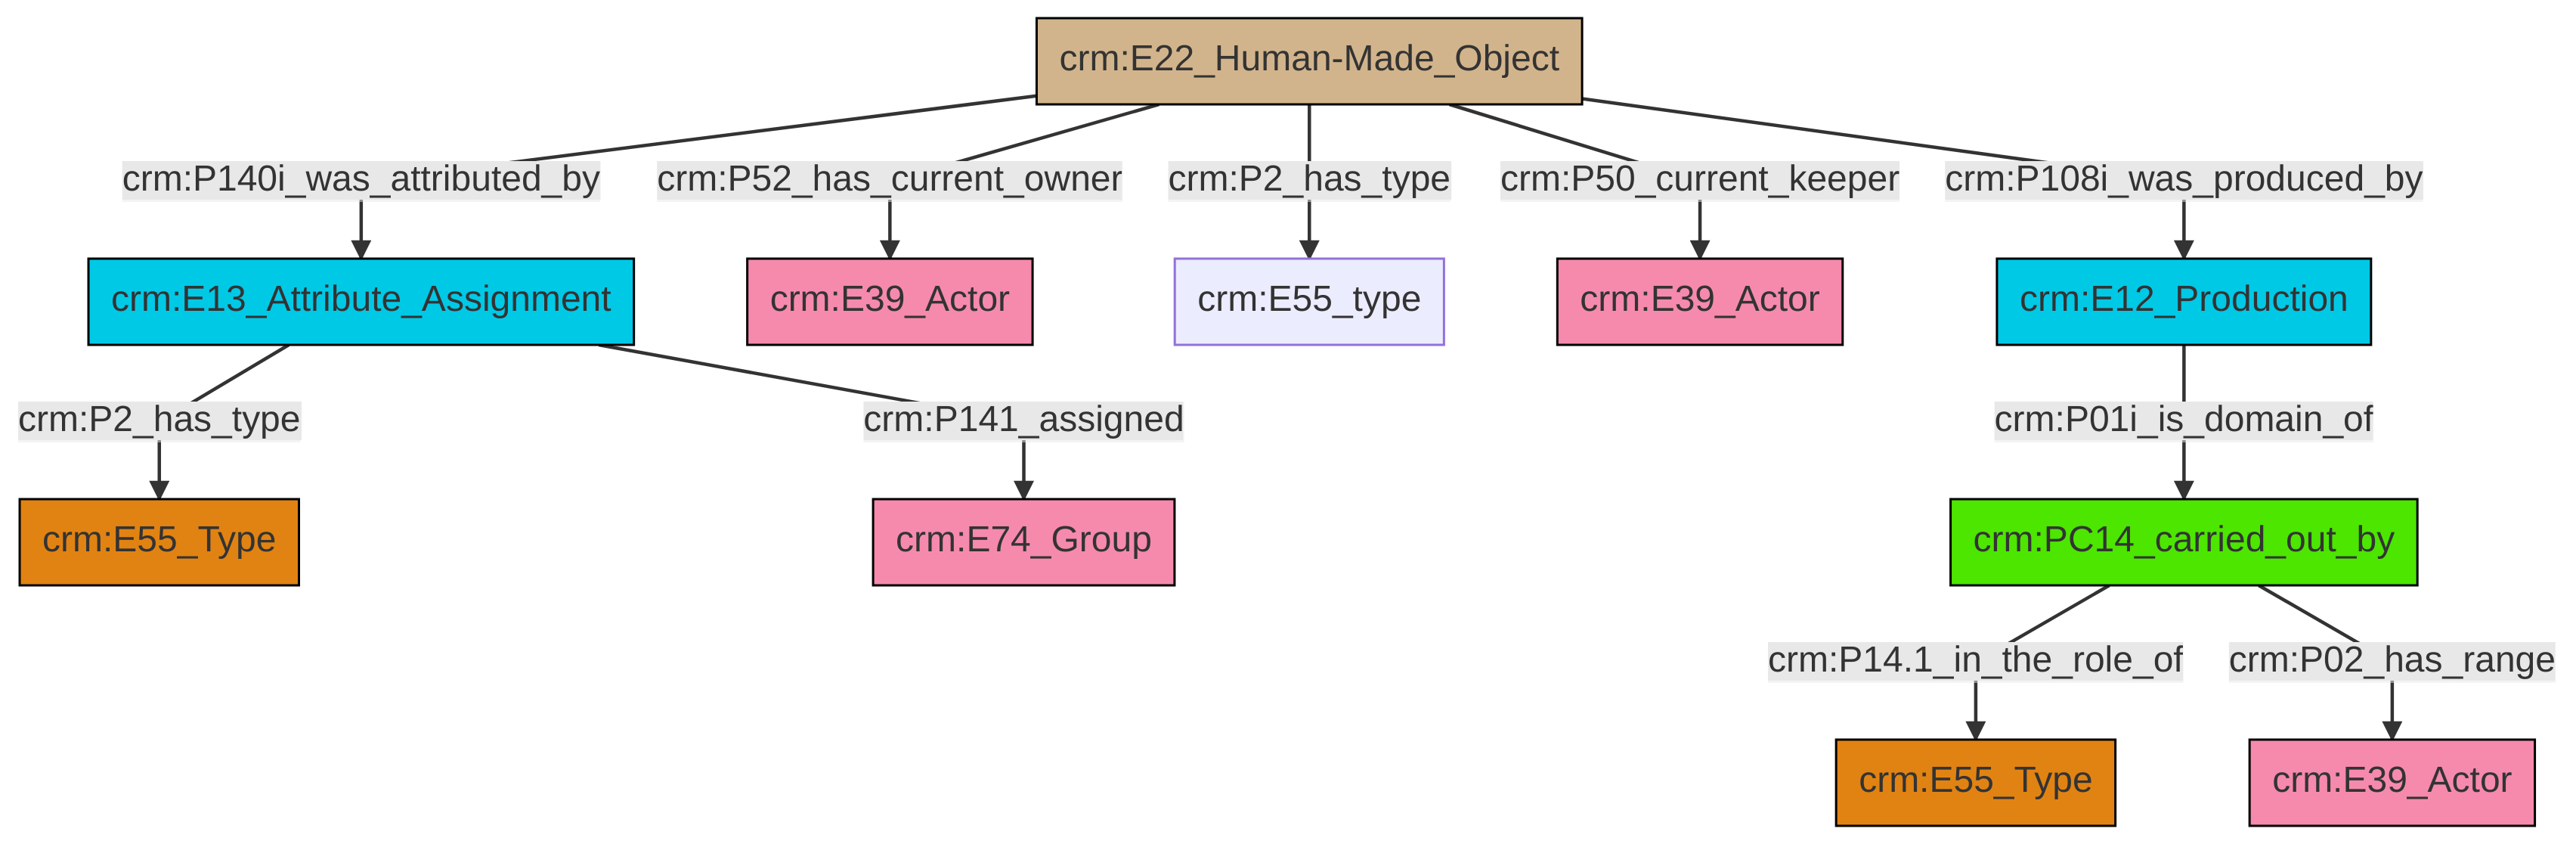 crm:E22_Human-Made_Object
crm:P140i_was_attributed_by
crm:P52_has_current_owner
crm:P2_has_type
crm:P50_current_keeper
crm:P108i_was_produced_by
crm:E13_Attribute_Assignment
crm:E39_Actor
crm:E55_type
crm:E39_Actor
crm:E12_Production
crm:P2_has_type
crm:P141_assigned
crm:P01i_is_domain_of
crm:E55_Type
crm:E74_Group
crm:PC14_carried_out_by
crm:P14.1_in_the_role_of
crm:P02_has_range
crm:E55_Type
crm:E39_Actor